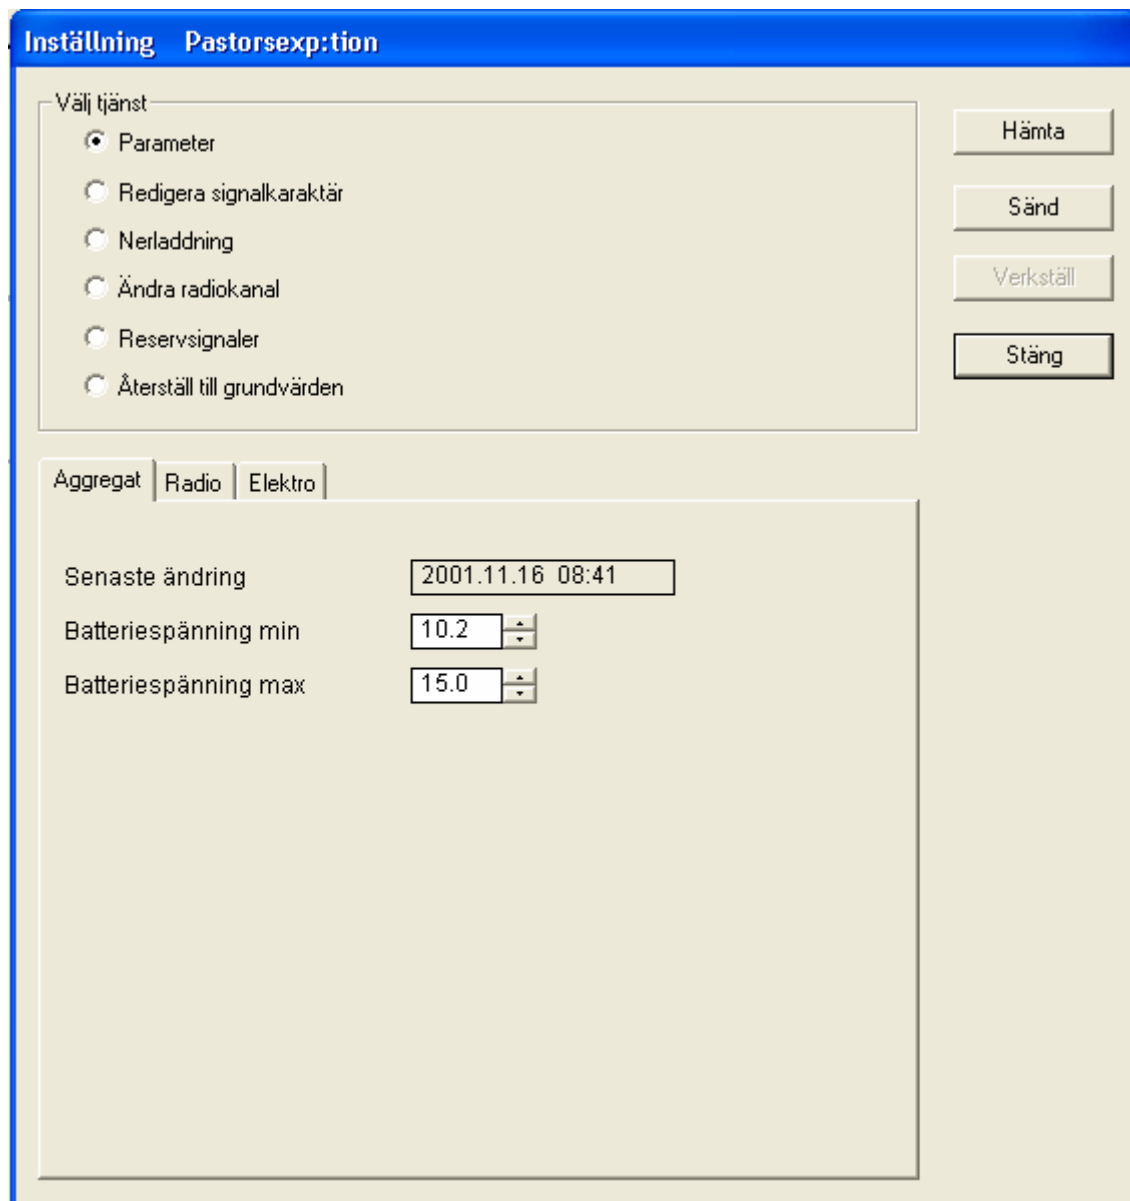 Inställning Pastorsexp:tion
Välj tjänst
Parameter
Redigera signalkaraktär
Nerladdning
Ändra radiokanal
Reservsignaler
Återställ till grundvärden
Hämta
Sänd
Verkställ
Stäng
Aggregat Radio Elektro
Senaste ändring 2001.11.16 08:41
Batteriespänning min 10.2
Batteriespänning max 15.0